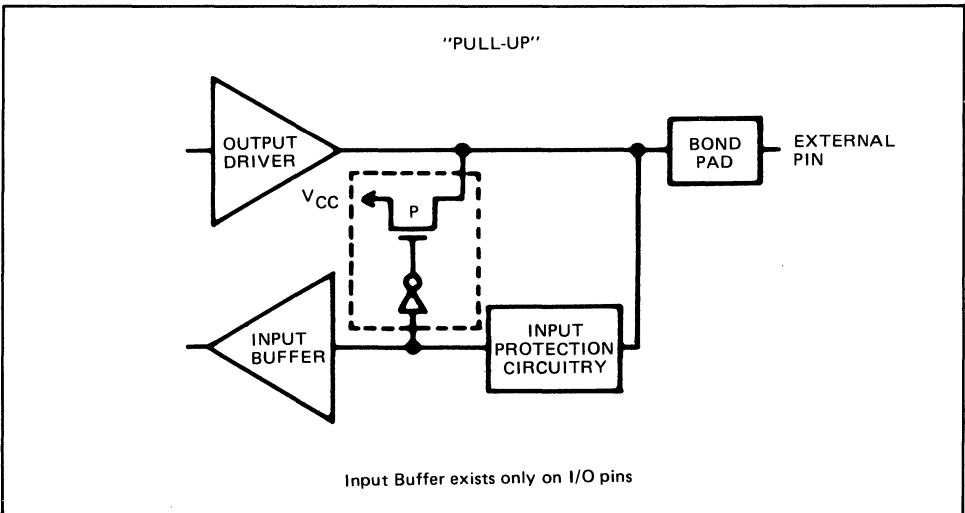 "PULL-UP"
OUTPUT
DRIVER
BOND
PAD
EXTERNAL
PIN
VCC
P
INPUT
BUFFER
INPUT
PROTECTION
CIRCUITRY
Input Buffer exists only on I/O pins